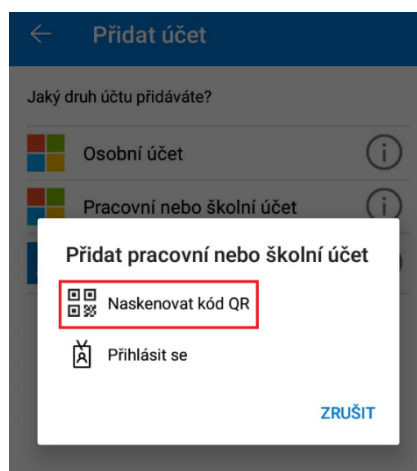 Přidat účet
Jaký druh účtu přidáváte?
Osobní účet
Pracovní nebo školní účet
Přidat pracovní nebo školní účet
Naskenovat kód QR
Přihlásit se
ZRUŠIT